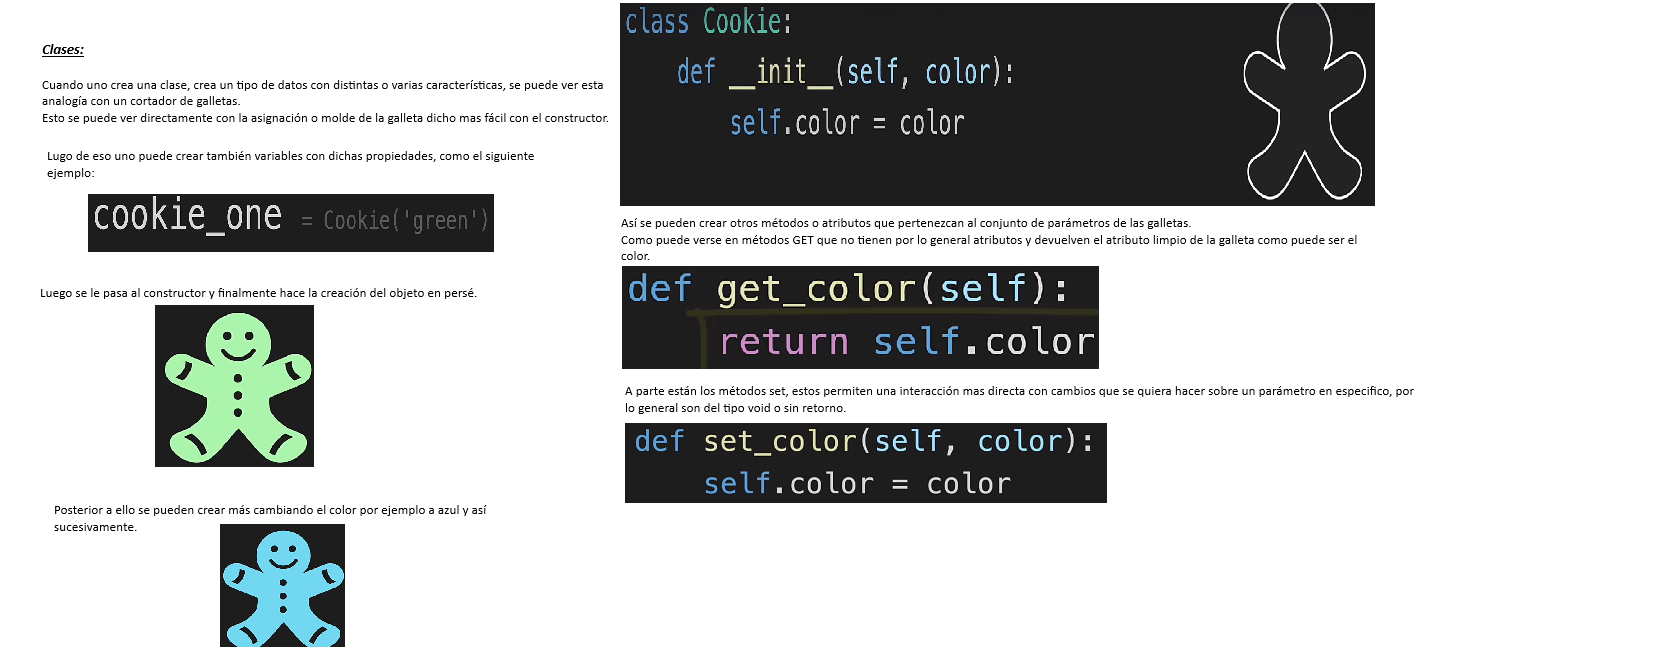 Clases:
Cuando uno crea una clase, crea un tipo de datos con distintas o varias características, se puede ver esta
analogía con un cortador de galletas.
Esto se puede ver directamente con la asignación o molde de la galleta dicho mas fácil con el constructor.
Lugo de eso uno puede crear también variables con dichas propiedades, como el siguiente
ejemplo:
cookie_one = Cookie('green')
Luego se le pasa al constructor y finalmente hace la creación del objeto en persé.
Posterior a ello se pueden crear más cambiando el color por ejemplo a azul y así
sucesivamente.
class Cookie:
def __init__(self, color):
self.color = color
Así se pueden crear otros métodos o atributos que pertenezcan al conjunto de parámetros de las galletas.
Como puede verse en métodos GET que no tienen por lo general atributos y devuelven el atributo limpio de la galleta como puede ser el
color.
def get_color(self):
return self.color
A parte están los métodos set, estos permiten una interacción mas directa con cambios que se quiera hacer sobre un parámetro en especifico, por
lo general son del tipo void o sin retorno.
def set_color(self, color):
self.color = color